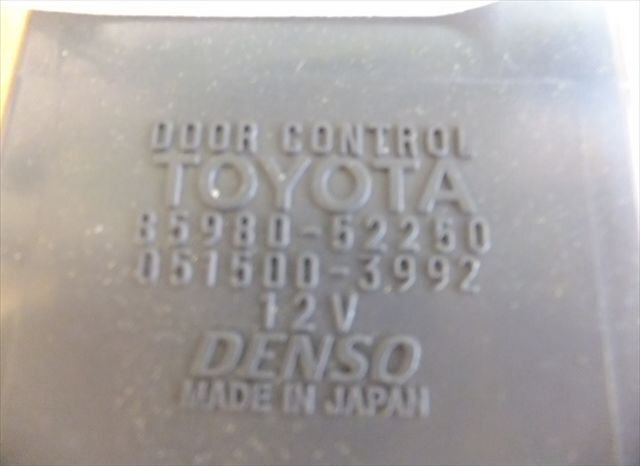 DOOR CONTROL
TOYOTA
85980-52250
051500-3992
12V
DENSO
MADE IN JAPAN